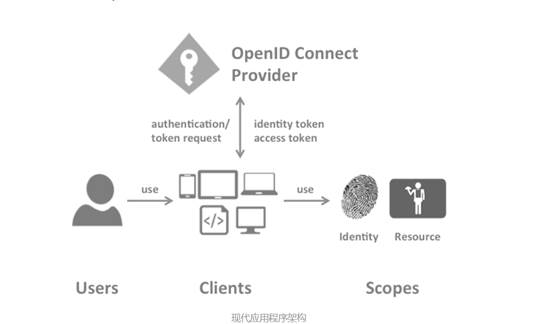 OpenID Connect
Provider
authentication/
token request
identity token
access token
use
use
</>
Identity
Resource
Users
Clients
Scopes
现代应用程序架构